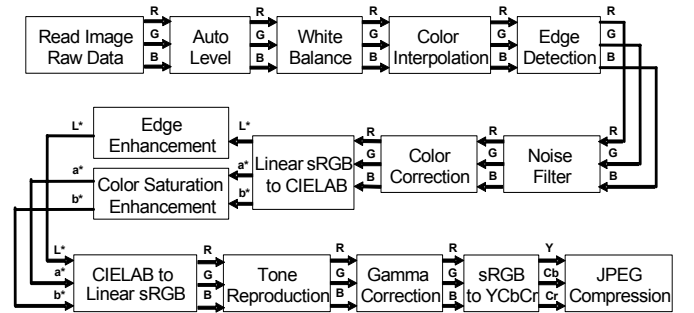 R R R R R
Read Image Raw Data
G G G G G
Auto Level
White Balance
Color Interpolation
Edge Detection
B B B B B
L* Edge Enhancement L*
R R R
Linear sRGB to CIELAB
G G G
Color Correction
Noise Filter
B B B
a* Color Saturation Enhancement a*
b* b*
L* R R R Y
a* CIELAB to Linear sRGB G
Tone Reproduction G
Gamma Correction G
sRGB to YCbCr Cb
JPEG Compression
b* B B B Cr